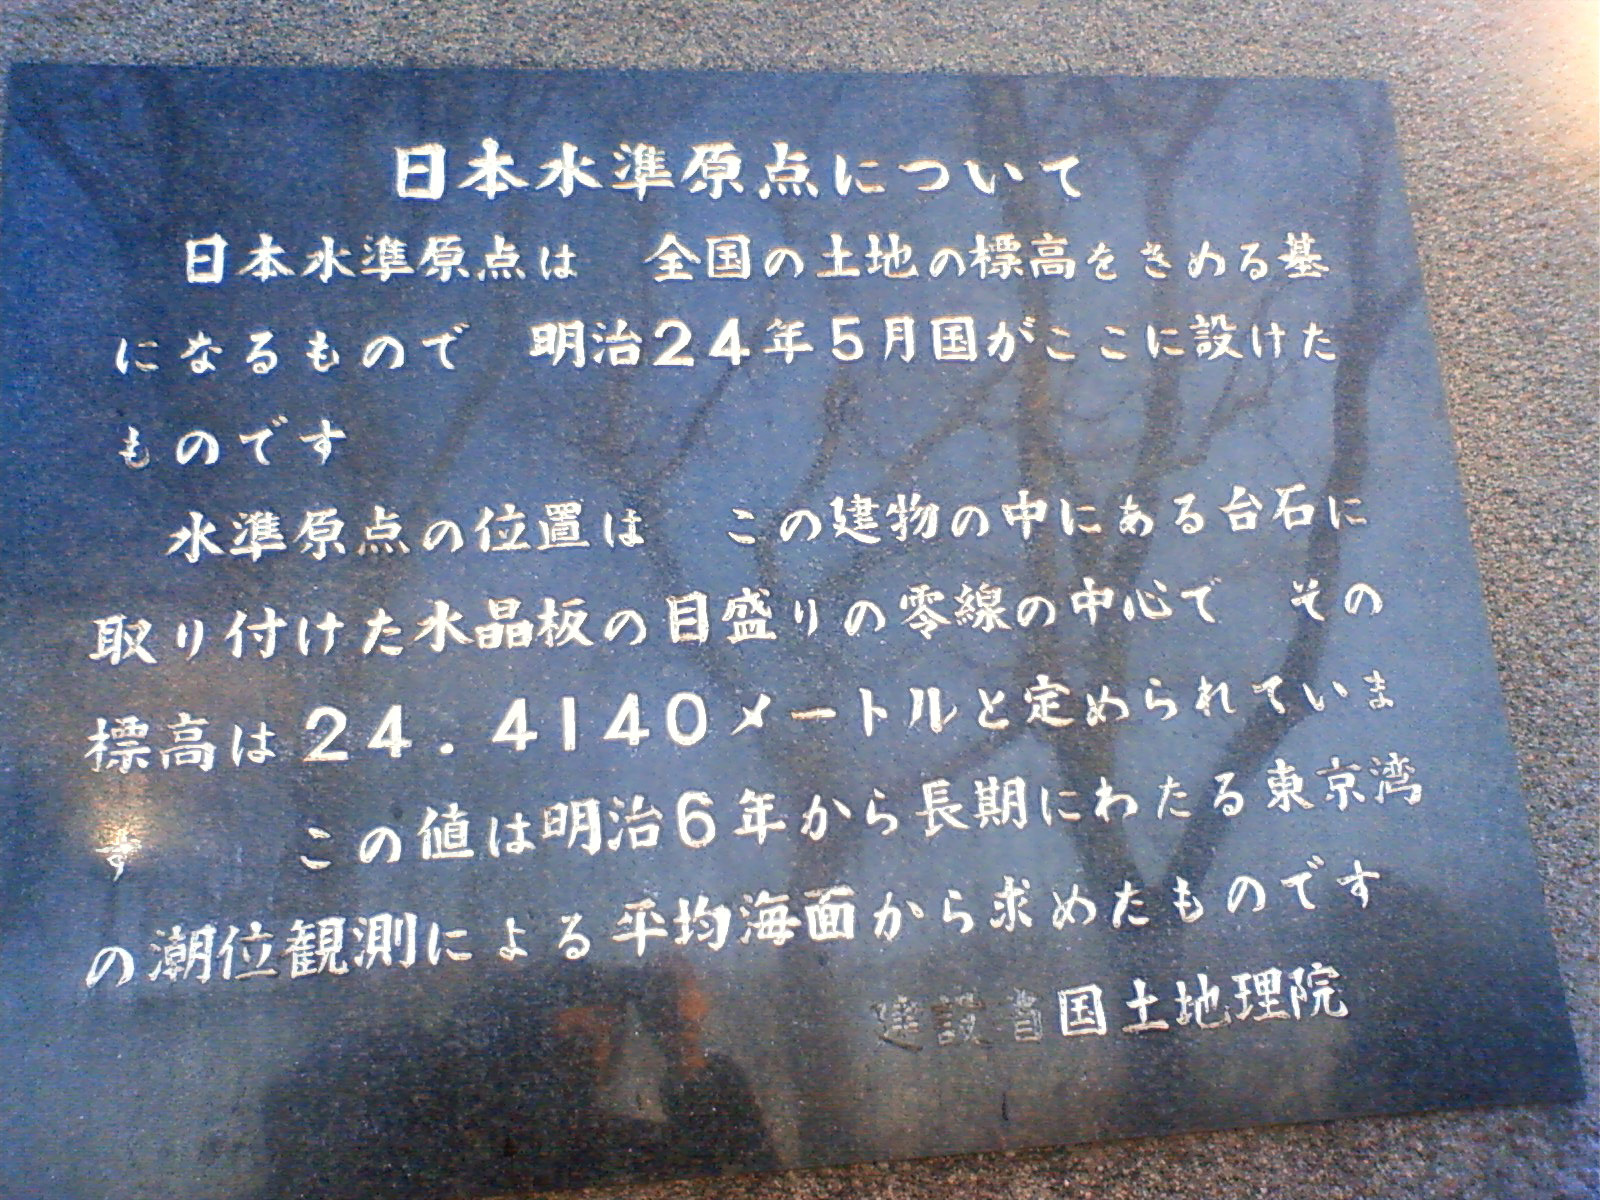 日本水準原点について
日本水準原点は　全国の土地の標高をきめる基
になるもので　明治24年5月国がここに設けた
ものです
水準原点の位置は　この建物の中にある台石に
取り付けた水晶板の目盛りの零線の中心で　その
標高は24.4140メートルと定められていま
す　この値は明治6年から長期にわたる東京湾
の潮位観測による平均海面から求めたものです
建設省国土地理院